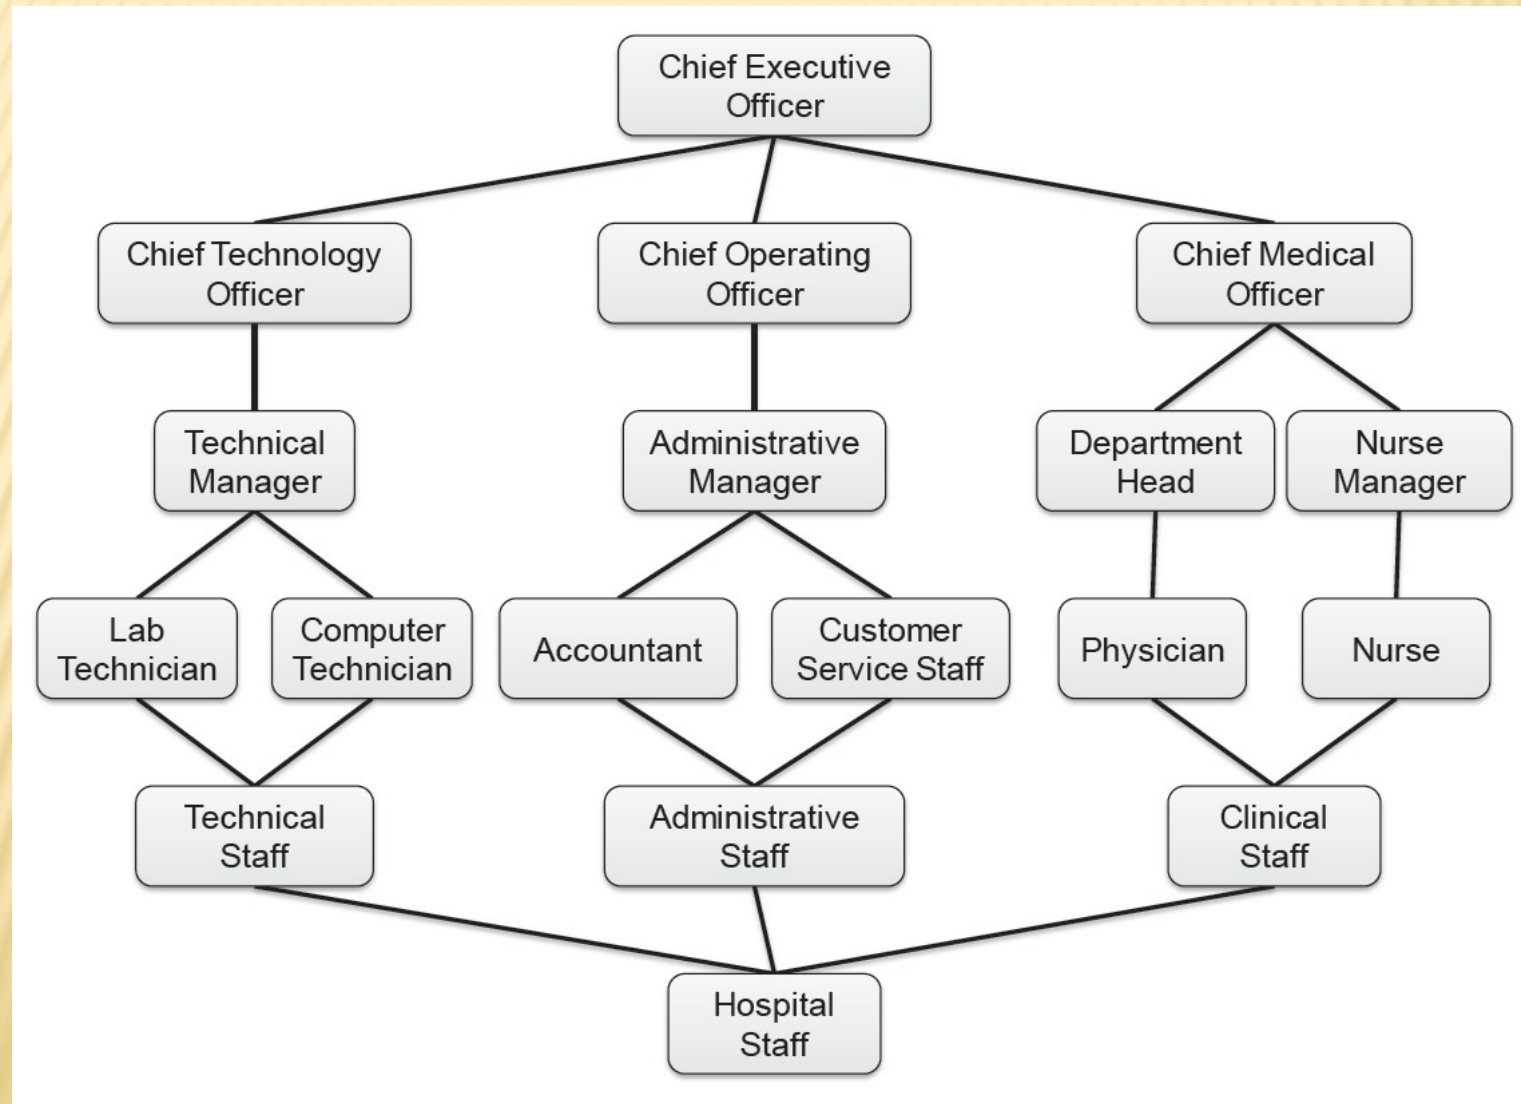 Chief Executive
Officer
Chief Technology
Officer
Chief Operating
Officer
Chief Medical
Officer
Technical
Manager
Administrative
Manager
Department
Head
Nurse
Manager
Lab
Technician
Computer
Technician
Accountant
Customer
Service Staff
Physician
Nurse
Technical
Staff
Administrative
Staff
Clinical
Staff
Hospital
Staff